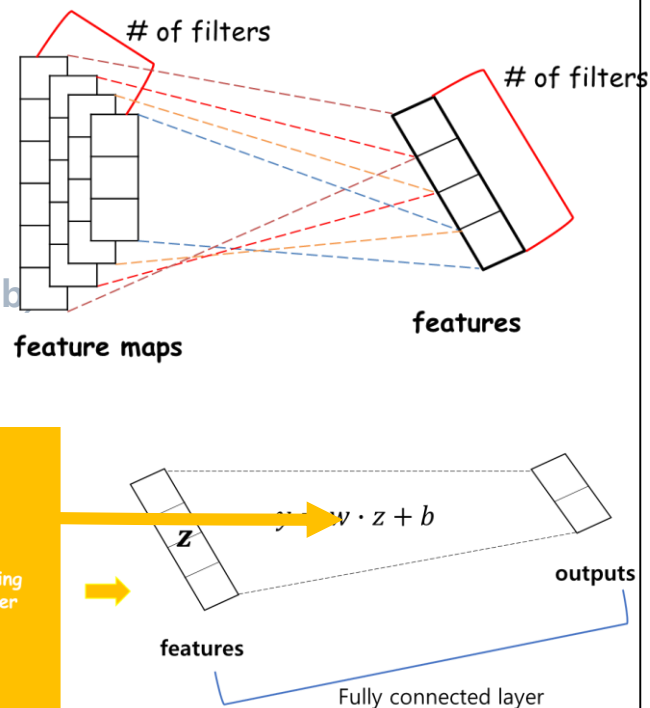 # of filters
# of filters
b,
features
feature maps
w · z + b
z
outputs
features
Fully connected layer